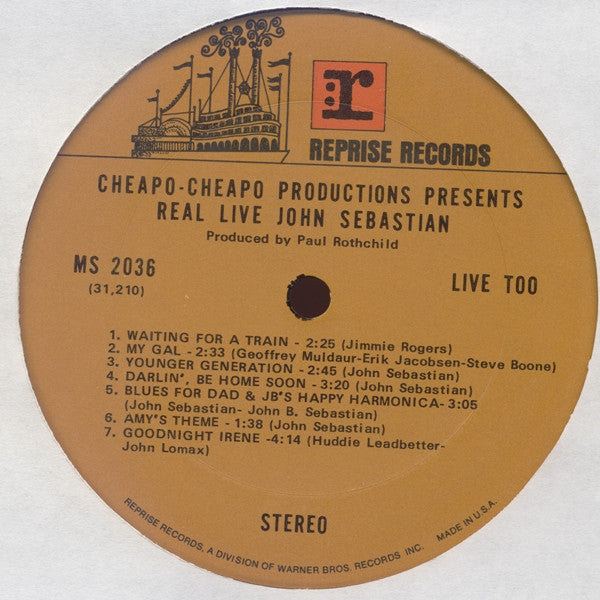 r:
REPRISE RECORDS
CHEAPO-CHEAPO PRODUCTIONS PRESENTS
REAL LIVE JOHN SEBASTIAN
Produced by Paul Rothchild
MS 2036
(31,210)
LIVE TOO
1. WAITING FOR A TRAIN - 2:25 (Jimmie Rogers)
2. MY GAL - 2:33 (Geoffrey Muldaur-Erik Jacobsen-Steve Boone)
3. YOUNGER GENERATION - 2:45 (John Sebastian)
4. DARLIN', BE HOME SOON - 3:20 (John Sebastian)
5. BLUES FOR DAD & JB'S HAPPY HARMONICA- 3:05
(John Sebastian- John B. Sebastian)
6. AMY'S THEME - 1:38 (John Sebastian)
7. GOODNIGHT IRENE -4:14 (Huddie Leadbetter-
John Lomax)
STEREO
REPRISE RECORDS, A DIVISION OF WARNER BROS. RECORDS INC. MADE IN U.S.A.